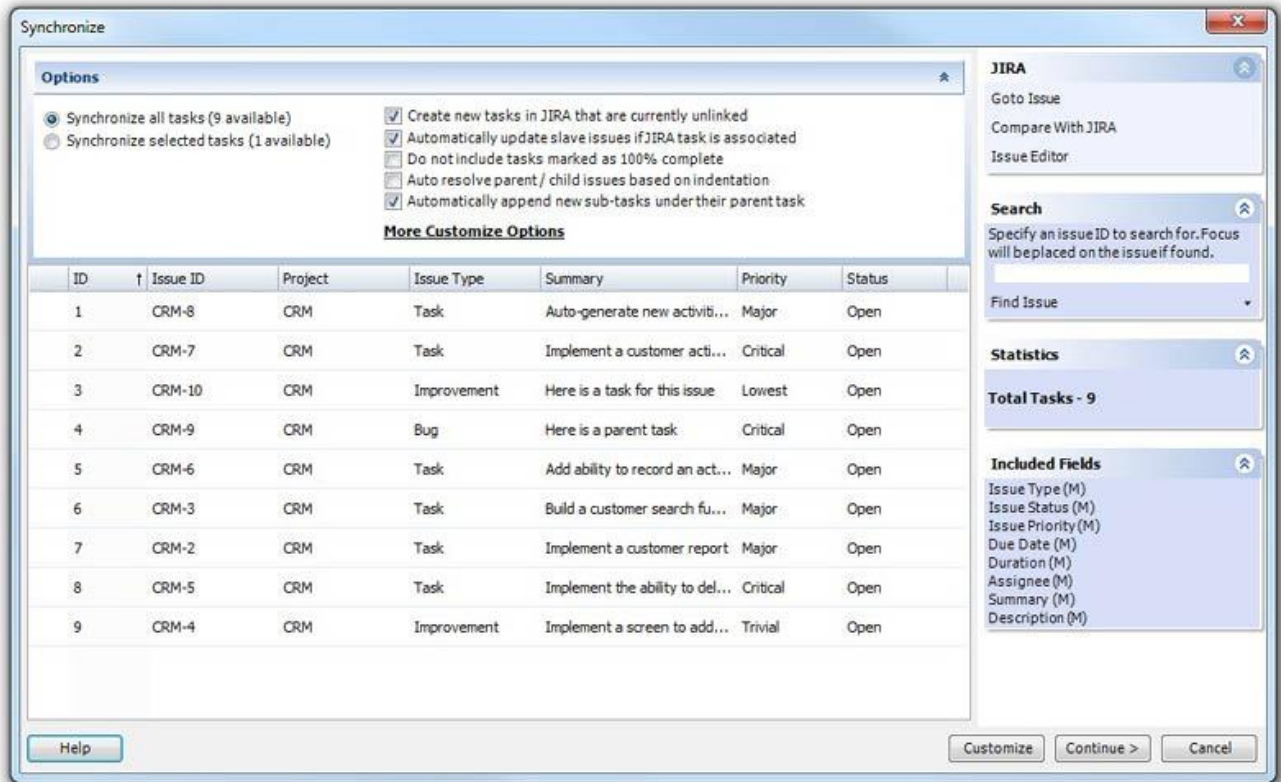 Synchronize
Options
Synchronize all tasks (9 available)
Synchronize selected tasks (1 available)
Create new tasks in JIRA that are currently unlinked
Automatically update slave issues if JIRA task is associated
Do not include tasks marked as 100% complete
Auto resolve parent / child issues based on indentation
Automatically append new sub-tasks under their parent task
More Customize Options
ID ↑ Issue ID Project Issue Type Summary Priority Status
1 CRM-8 CRM Task Auto-generate new activiti... Major Open
2 CRM-7 CRM Task Implement a customer acti... Critical Open
3 CRM-10 CRM Improvement Here is a task for this issue Lowest Open
4 CRM-9 CRM Bug Here is a parent task Critical Open
5 CRM-6 CRM Task Add ability to record an act... Major Open
6 CRM-3 CRM Task Build a customer search fu... Major Open
7 CRM-2 CRM Task Implement a customer report Major Open
8 CRM-5 CRM Task Implement the ability to del... Critical Open
9 CRM-4 CRM Improvement Implement a screen to add... Trivial Open
JIRA
Goto Issue
Compare With JIRA
Issue Editor
Search
Specify an issue ID to search for. Focus
will be placed on the issue if found.
Find Issue
Statistics
Total Tasks - 9
Included Fields
Issue Type (M)
Issue Status (M)
Issue Priority (M)
Due Date (M)
Duration (M)
Assignee (M)
Summary (M)
Description (M)
Help
Customize
Continue >
Cancel